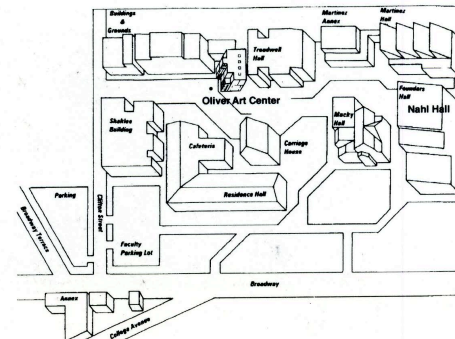 Buildings
&
Grounds
Treadwell
Hall
Martinez
Annex
Martinez
Hall
Oliver Art Center
Founders
Hall
Nahl Hall
Shaklee
Building
Cafeteria
Carriage
House
Macky
Hall
Residence Hall
Parking
Clifton Street
Broadway Terrace
Faculty
Parking Lot
Broadway
Annex
College Avenue